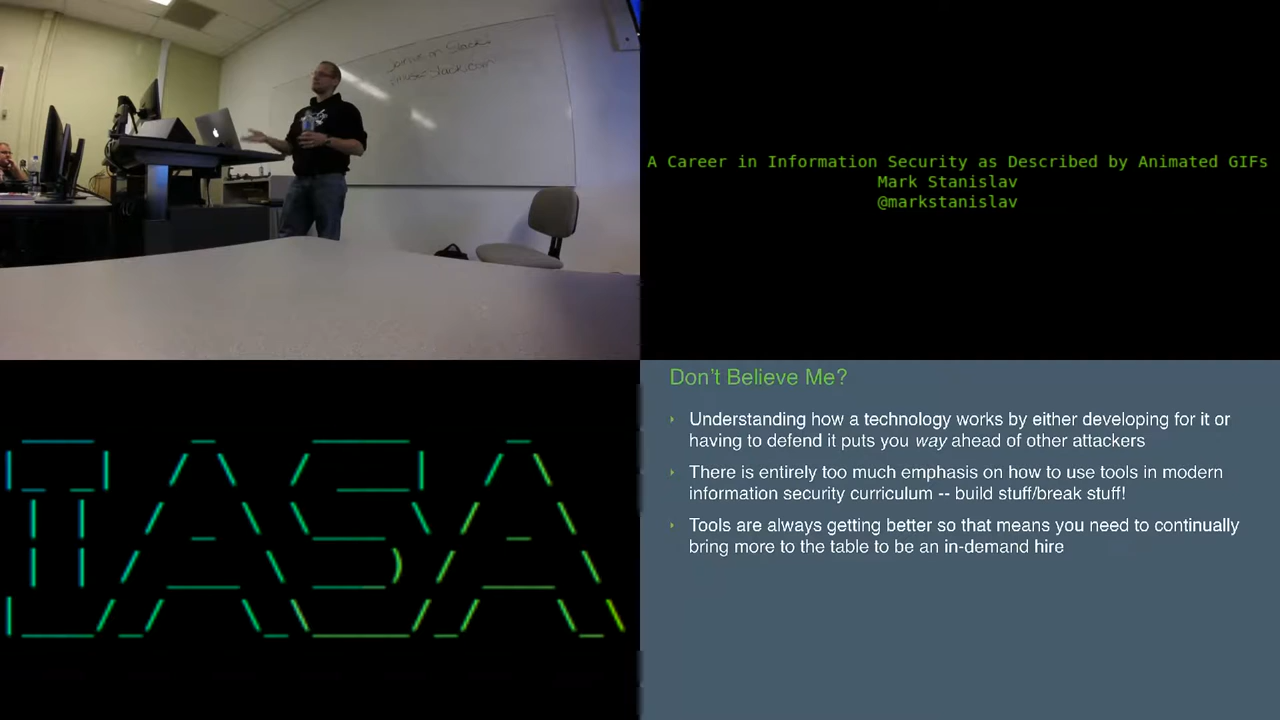 Join us on Slack!
A Career in Information Security as Described by Animated GIFs
Mark Stanislav
@markstanislav
IASA
Don't Believe Me?
Understanding how a technology works by either developing for it or
having to defend it puts you way ahead of other attackers
There is entirely too much emphasis on how to use tools in modern
information security curriculum -- build stuff/break stuff!
Tools are always getting better so that means you need to continually
bring more to the table to be an in-demand hire